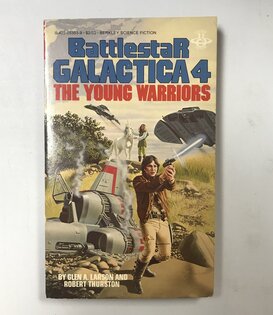 BERKLEY SCIENCE FICTION
BattlestaR
GALACTICA 4
THE YOUNG WARRIORS
BY GLEN A. LARSON AND
ROBERT THURSTON